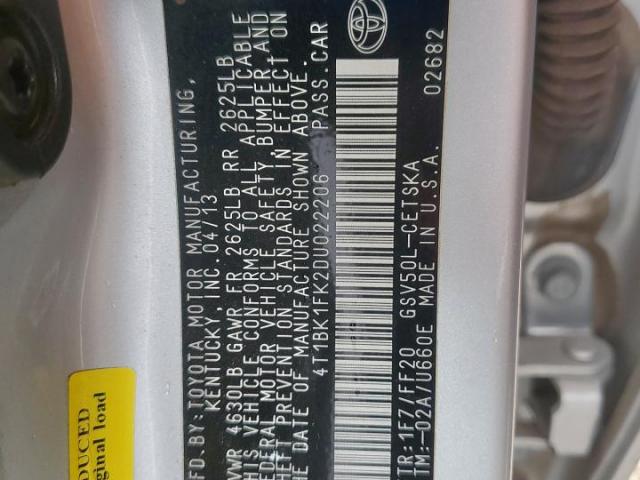 MFD.BY:TOYOTA MOTOR MANUFACTURING,
KENTUCKY, INC. 04/13
GVWR 4630LB GAWR FR 2625LB RR 2625LB
THIS VEHICLE CONFORMS TO ALL APPLICABLE
FEDERAL MOTOR VEHICLE SAFETY, BUMPER, AND
THEFT PREVENTION STANDARDS IN EFFECT ON
THE DATE OF MANUFACTURE SHOWN ABOVE.
4T1BK1FK2DU022206 PASS.CAR
TR:1F7/FF20 GSV50L-CETSKA
TM:-02A/U660E MADE IN U.S.A.
02682
load